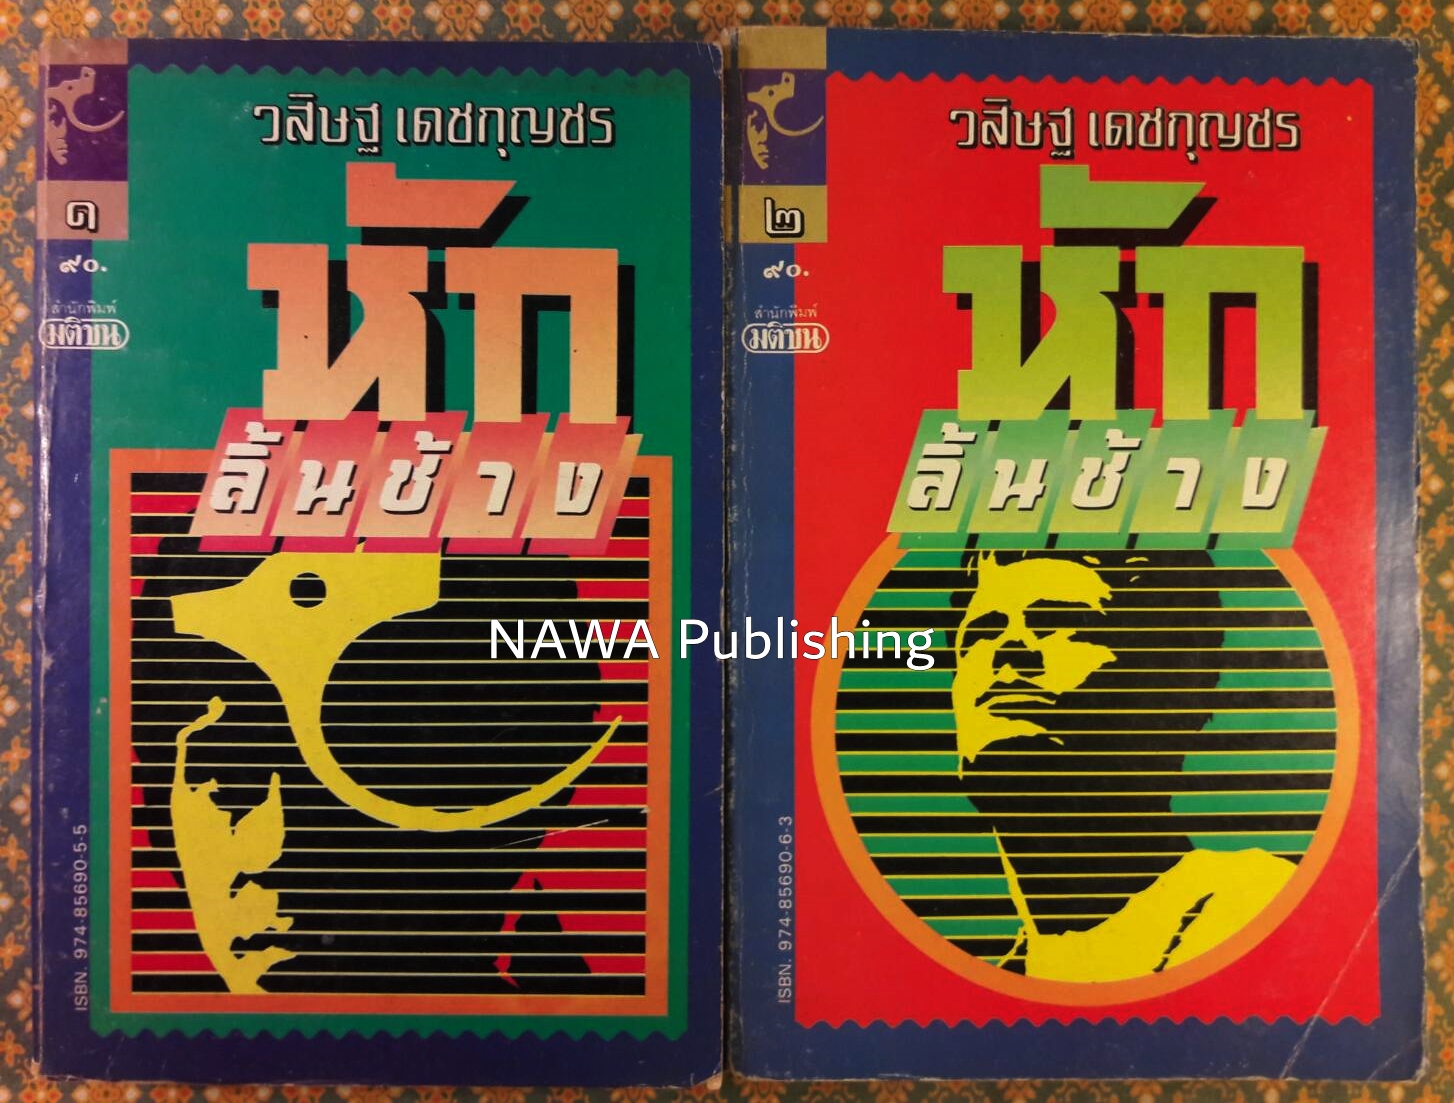 วสิษฐ เดชกุญชร
หัก
ลิ้นช้าง
๑
๙๐.
สำนักพิมพ์
มติชน
ISBN. 974-85690-5-5
วสิษฐ เดชกุญชร
หัก
ลิ้นช้าง
๒
๙๐.
สำนักพิมพ์
มติชน
ISBN. 974-85690-6-3
NAWA Publishing